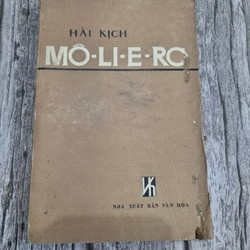 HÀI KỊCH
MÔ-LI-E-RƠ
NHÀ XUẤT BẢN VĂN HÓA